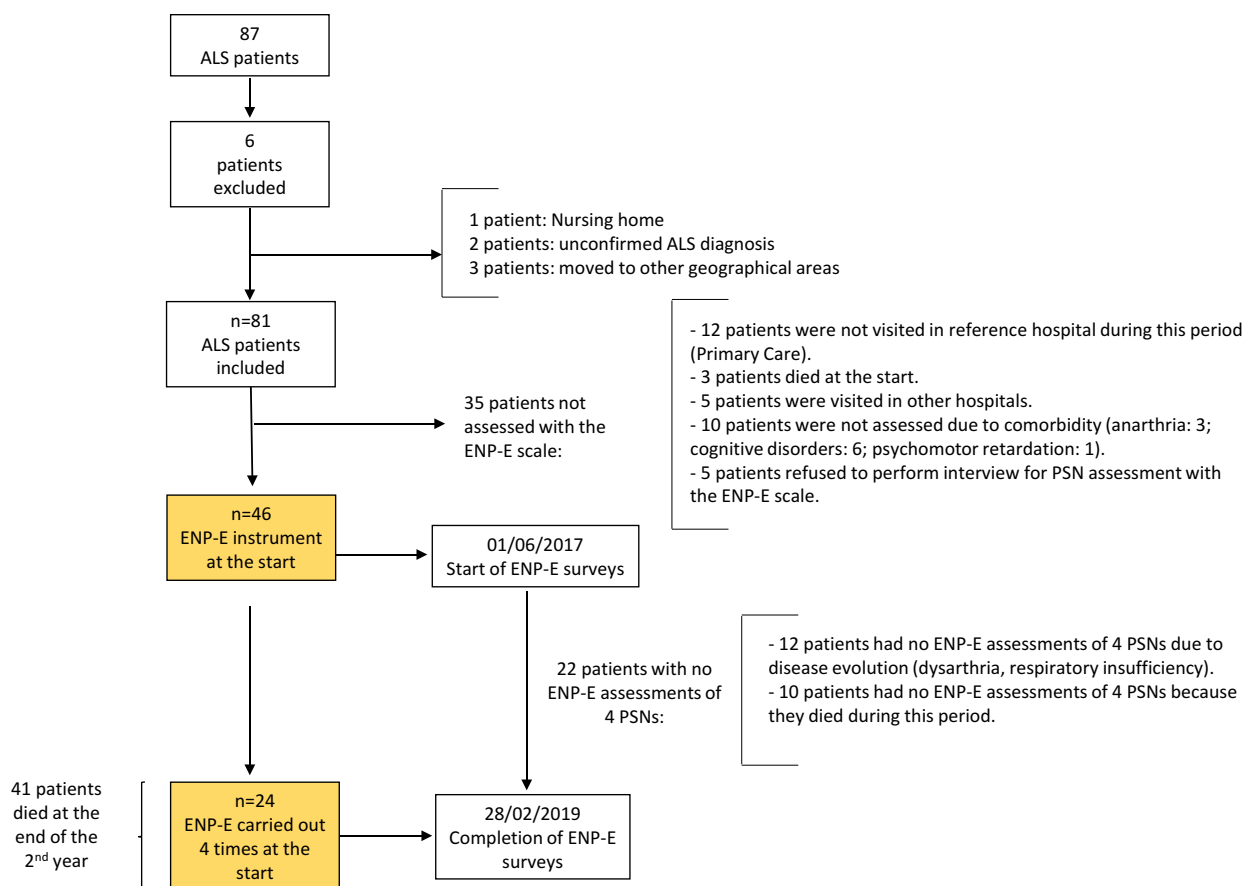 87
ALS patients
6
patients
excluded
1 patient: Nursing home
2 patients: unconfirmed ALS diagnosis
3 patients: moved to other geographical areas
n=81
ALS patients
included
35 patients not
assessed with the
ENP-E scale:
- 12 patients were not visited in reference hospital during this period
(Primary Care).
- 3 patients died at the start.
- 5 patients were visited in other hospitals.
- 10 patients were not assessed due to comorbidity (anarthria: 3;
cognitive disorders: 6; psychomotor retardation: 1).
- 5 patients refused to perform interview for PSN assessment with
the ENP-E scale.
n=46
ENP-E instrument
at the start
01/06/2017
Start of ENP-E surveys
22 patients with no
ENP-E assessments of
4 PSNs:
- 12 patients had no ENP-E assessments of 4 PSNs due to
disease evolution (dysarthria, respiratory insufficiency).
- 10 patients had no ENP-E assessments of 4 PSNs because
they died during this period.
41 patients
died at the
end of the
2nd year
n=24
ENP-E carried out
4 times at the
start
28/02/2019
Completion of ENP-E
surveys